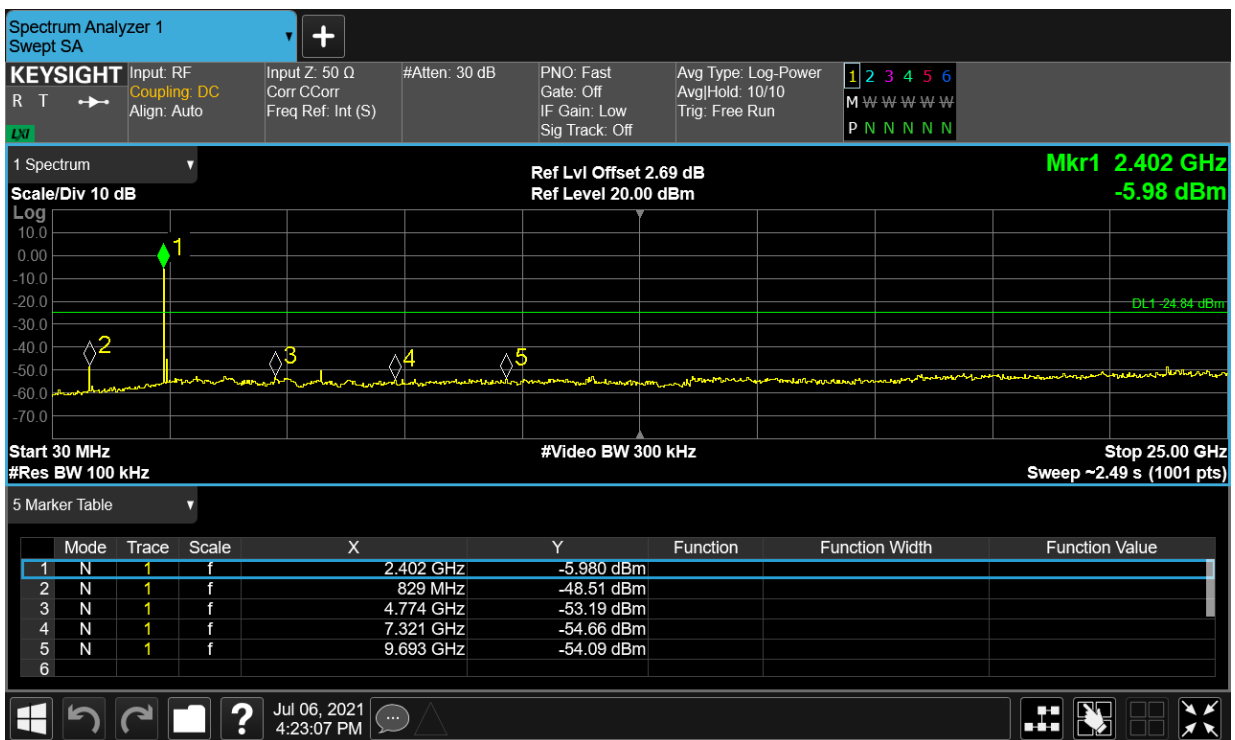 Spectrum Analyzer 1
Swept SA
+
KEYSIGHT
R T
LXI
Input: RF
Coupling: DC
Align: Auto
Input Z: 50 Ω
Corr CCorr
Freq Ref: Int (S)
#Atten: 30 dB
PNO: Fast
Gate: Off
IF Gain: Low
Sig Track: Off
Avg Type: Log-Power
Avg|Hold: 10/10
Trig: Free Run
1 2 3 4 5 6
M W W W W W
P N N N N N
1 Spectrum
Scale/Div 10 dB
Ref Lvl Offset 2.69 dB
Ref Level 20.00 dBm
Mkr1 2.402 GHz
-5.98 dBm
Log
10.0
0.00
-10.0
-20.0
-30.0
-40.0
-50.0
-60.0
-70.0
1
2
3
4
5
DL1 -24.84 dBm
Start 30 MHz
#Video BW 300 kHz
Stop 25.00 GHz
#Res BW 100 kHz
Sweep ~2.49 s (1001 pts)
5 Marker Table
Mode Trace Scale X Y Function Function Width Function Value
1 N 1 f 2.402 GHz -5.980 dBm
2 N 1 f 829 MHz -48.51 dBm
3 N 1 f 4.774 GHz -53.19 dBm
4 N 1 f 7.321 GHz -54.66 dBm
5 N 1 f 9.693 GHz -54.09 dBm
6
?
Jul 06, 2021
4:23:07 PM